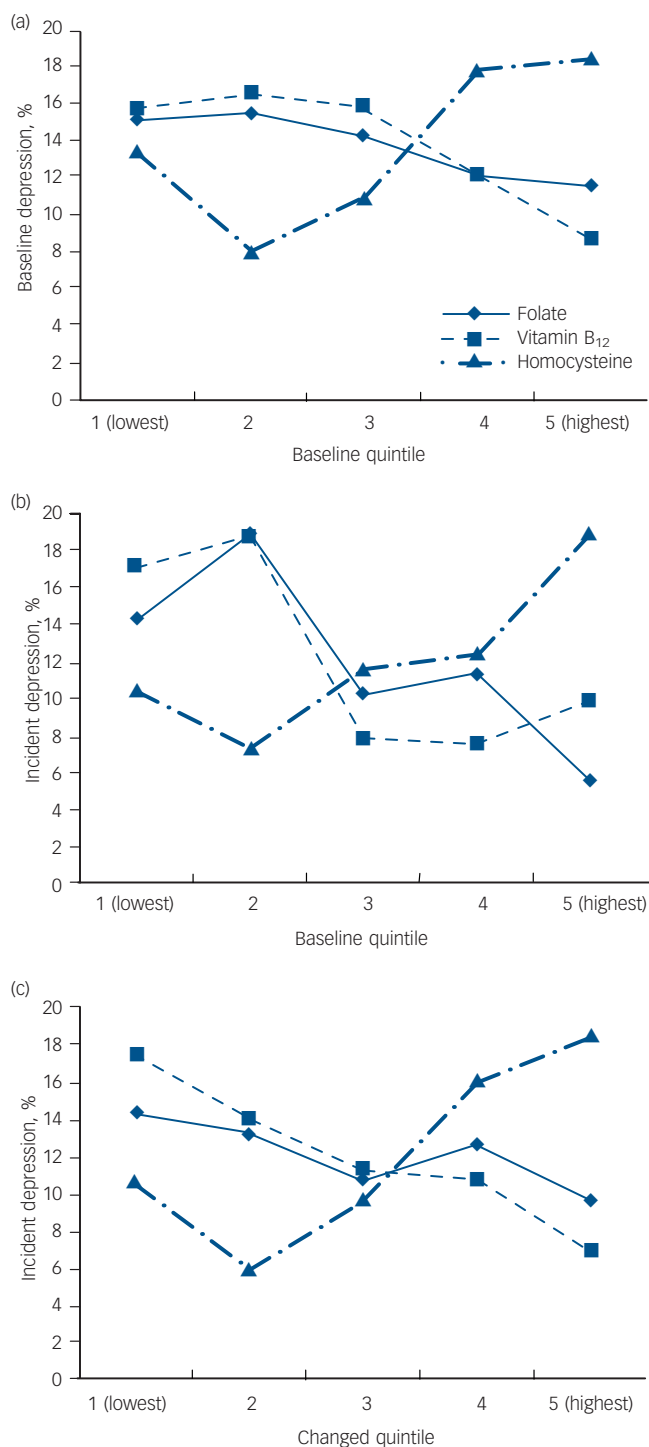 (a)
20
18
16
14
12
10
8
6
4
2
0
Baseline depression, %
Folate
Vitamin B₁₂
Homocysteine
1 (lowest) 2 3 4 5 (highest)
Baseline quintile
(b)
20
18
16
14
12
10
8
6
4
2
0
Incident depression, %
1 (lowest) 2 3 4 5 (highest)
Baseline quintile
(c)
20
18
16
14
12
10
8
6
4
2
0
Incident depression, %
1 (lowest) 2 3 4 5 (highest)
Changed quintile